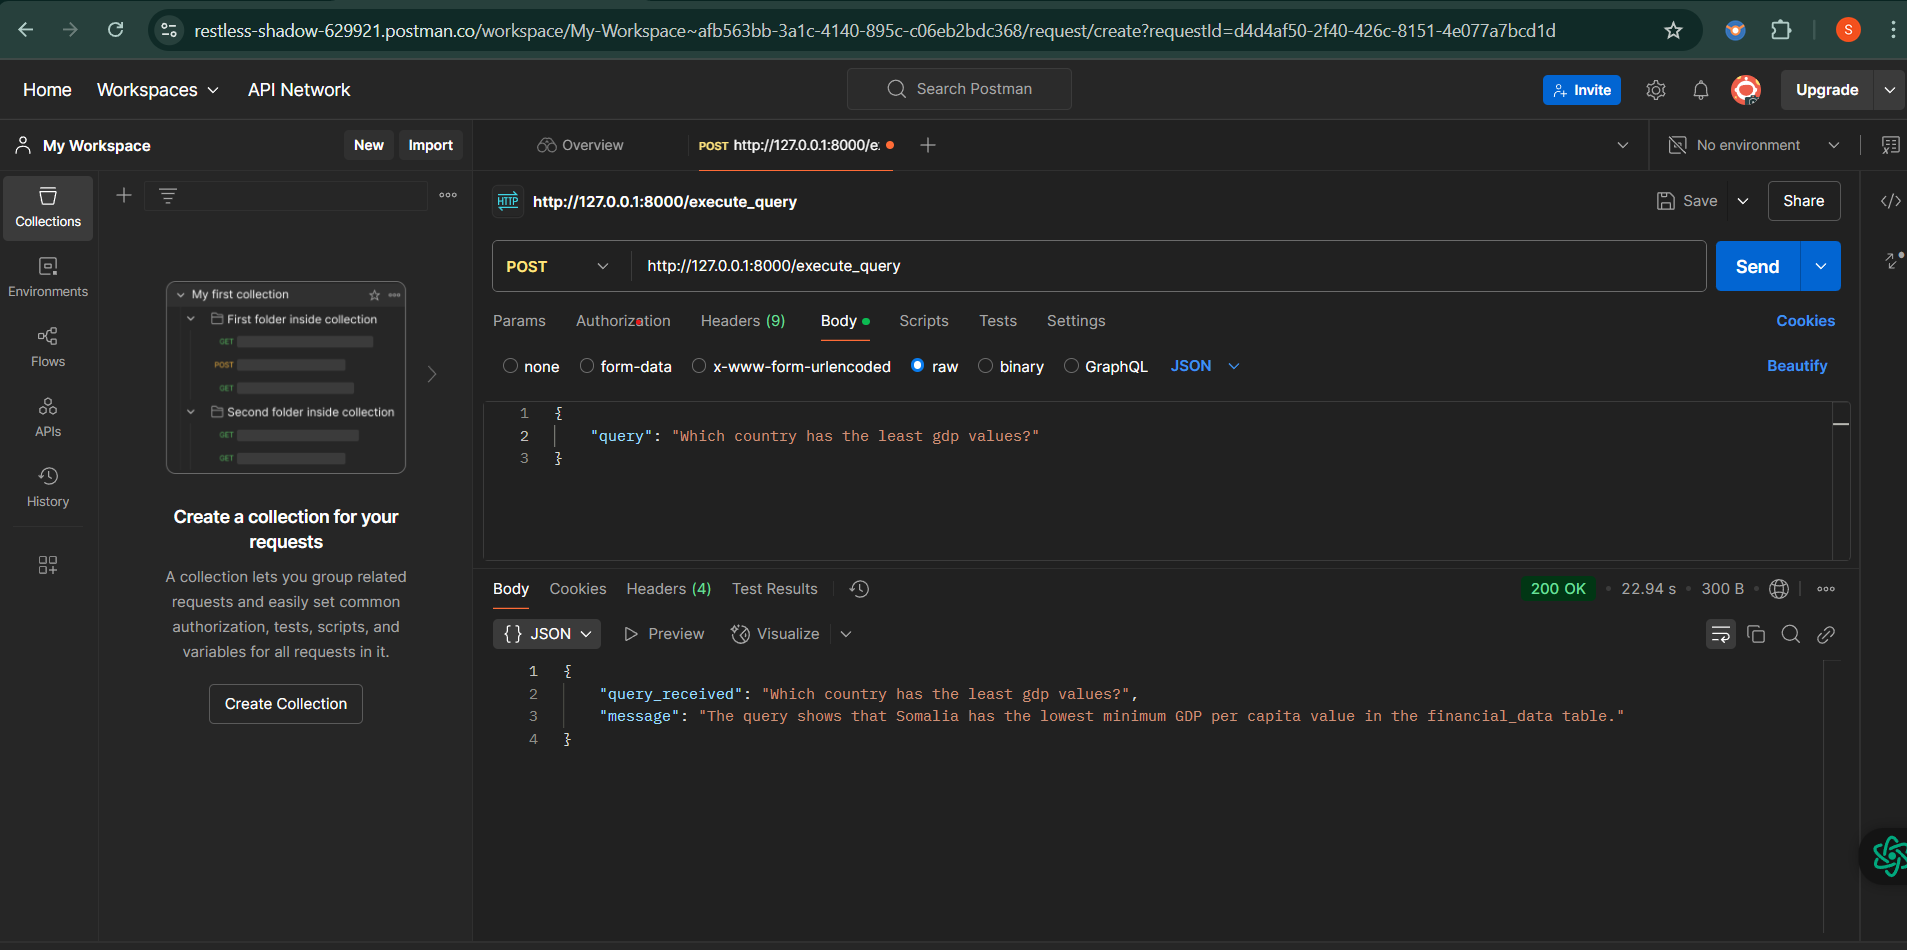 restless-shadow-629921.postman.co/workspace/My-Workspace~afb563bb-3a1c-4140-895c-c06eb2bdc368/request/create?requestId=d4d4af50-2f40-426c-8151-4e077a7bcd1d
S
Home Workspaces API Network
Search Postman
Invite
Upgrade
My Workspace
New Import
Overview
POST http://127.0.0.1:8000/e:
No environment
Collections
Environments
Flows
APIs
History
My first collection
First folder inside collection
GET
POST
GET
Second folder inside collection
GET
GET
Create a collection for your
requests
A collection lets you group related
requests and easily set common
authorization, tests, scripts, and
variables for all requests in it.
Create Collection
HTTP http://127.0.0.1:8000/execute_query
Save Share
POST http://127.0.0.1:8000/execute_query
Send
Params Authorization Headers (9) Body Scripts Tests Settings Cookies
none form-data x-www-form-urlencoded raw binary GraphQL JSON Beautify
1 {
2 "query": "Which country has the least gdp values?"
3 }
Body Cookies Headers (4) Test Results 200 OK • 22.94 s • 300 B
{} JSON Preview Visualize
1 {
2 "query_received": "Which country has the least gdp values?",
3 "message": "The query shows that Somalia has the lowest minimum GDP per capita value in the financial_data table."
4 }